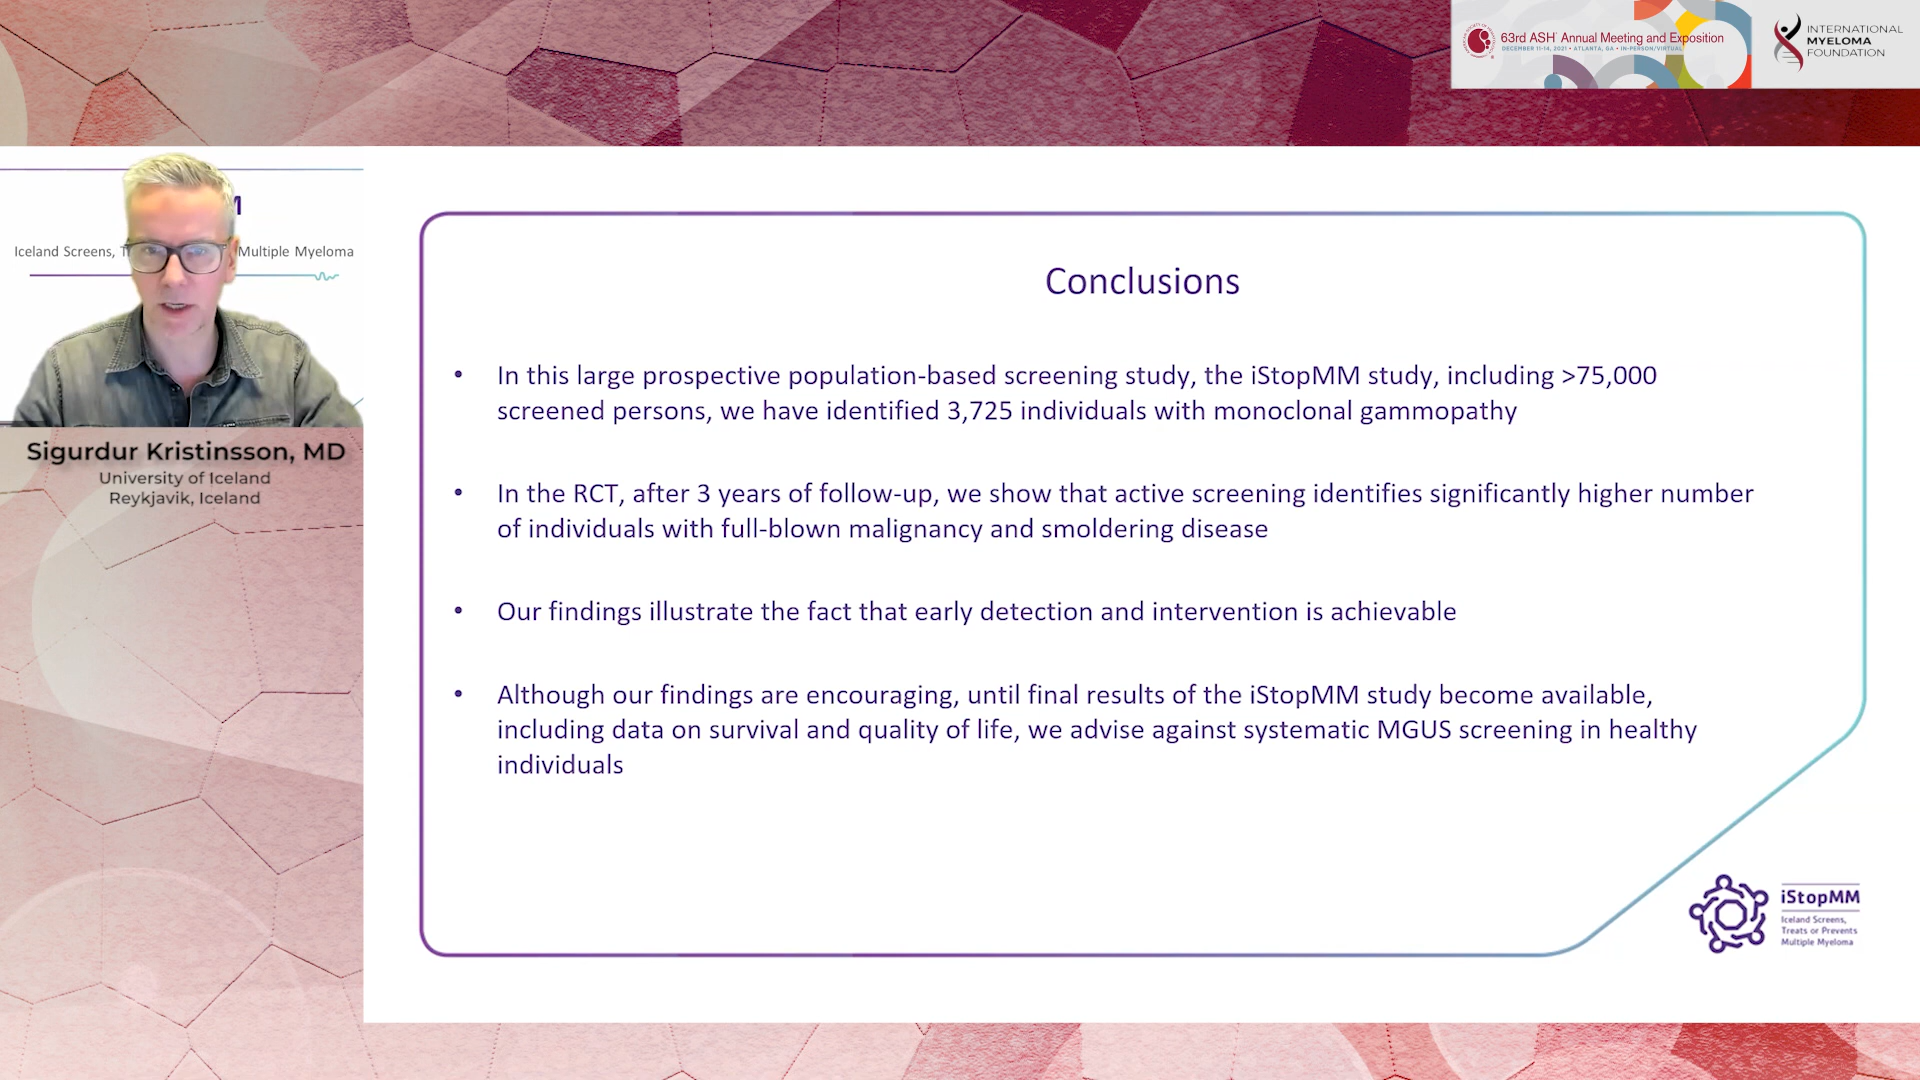 63rd ASH® Annual Meeting and Exposition
DECEMBER 11-14, 2021 • ATLANTA, GA • IN-PERSON/VIRTUAL
INTERNATIONAL
MYELOMA
FOUNDATION
Iceland Screens, Multiple Myeloma
Sigurdur Kristinsson, MD
University of Iceland
Reykjavik, Iceland
Conclusions
• In this large prospective population-based screening study, the iStopMM study, including >75,000
screened persons, we have identified 3,725 individuals with monoclonal gammopathy
• In the RCT, after 3 years of follow-up, we show that active screening identifies significantly higher number
of individuals with full-blown malignancy and smoldering disease
• Our findings illustrate the fact that early detection and intervention is achievable
• Although our findings are encouraging, until final results of the iStopMM study become available,
including data on survival and quality of life, we advise against systematic MGUS screening in healthy
individuals
iStopMM
Iceland Screens,
Treats or Prevents
Multiple Myeloma